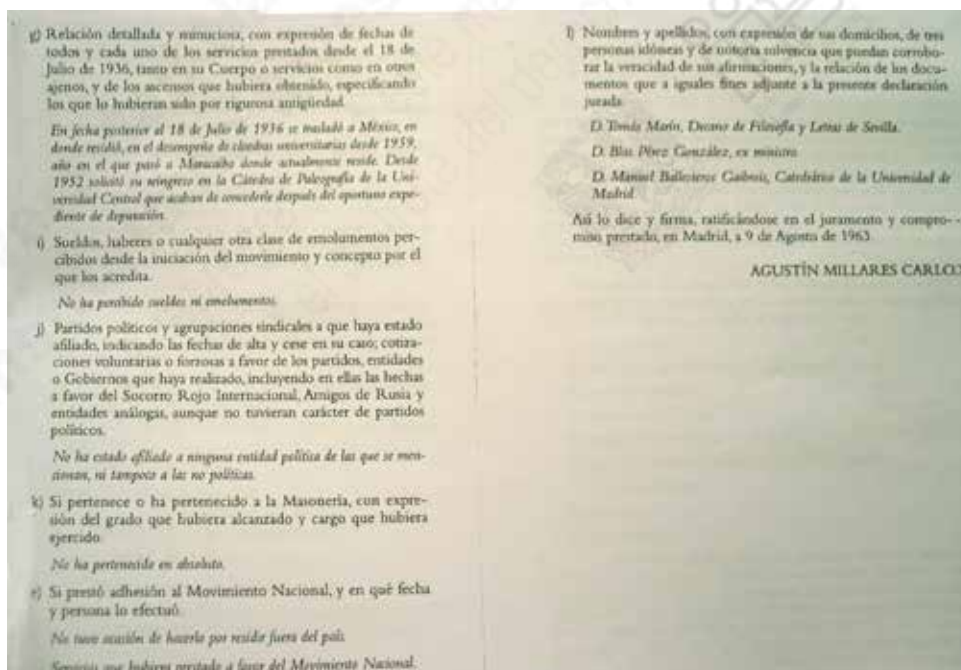 g) Relación detallada y minuciosa, con expresión de fechas de
todos y cada uno de los servicios prestados desde el 18 de
Julio de 1936, tanto en su Cuerpo o servicios como en otros
ajenos, y de los ascensos que hubiera obtenido, especificando
los que lo hubieran sido por rigurosa antigüedad.
En fecha posterior al 18 de Julio de 1936 se trasladó a México, en
donde residió, en el desempeño de cátedras universitarias desde 1959,
año en el que pasó a Maracaibo donde actualmente reside. Desde
1952 solicitó su reingreso en la Cátedra de Paleografía de la Uni-
versidad Central que acaban de concederle después del oportuno expe-
diente de depuración.
i) Sueldos, haberes o cualquier otra clase de emolumentos per-
cibidos desde la iniciación del movimiento y concepto por el
que los acredita.
No ha percibido sueldos ni emolumentos.
j) Partidos políticos y agrupaciones sindicales a que haya estado
afiliado, indicando las fechas de alta y cese en su caso; cotiza-
ciones voluntarias o forzosas a favor de los partidos, entidades
o Gobiernos que haya realizado, incluyendo en ellas las hechas
a favor del Socorro Rojo Internacional, Amigos de Rusia y
entidades análogas, aunque no tuvieran carácter de partidos
políticos.
No ha estado afiliado a ninguna entidad política de las que se men-
cionan, ni tampoco a las no políticas.
k) Si pertenece o ha pertenecido a la Masonería, con expre-
sión del grado que hubiera alcanzado y cargo que hubiera
ejercido.
No ha pertenecido en absoluto.
e) Si prestó adhesión al Movimiento Nacional, y en qué fecha
y persona lo efectuó.
No tuvo ocasión de hacerlo por residir fuera del país.
Servicios que hubiera prestado a favor del Movimiento Nacional.
l) Nombres y apellidos, con expresión de sus domicilios, de tres
personas idóneas y de notoria solvencia que puedan corrobo-
rar la veracidad de sus afirmaciones, y la relación de los docu-
mentos que a iguales fines adjunte a la presente declaración
jurada.
D. Tomás Marín, Decano de Filosofía y Letras de Sevilla.
D. Blas Pérez González, ex ministro.
D. Manuel Ballesteros Gaibrois, Catedrático de la Universidad de
Madrid.
Así lo dice y firma, ratificándose en el juramento y compro-
miso prestado, en Madrid, a 9 de Agosto de 1963.
AGUSTÍN MILLARES CARLO